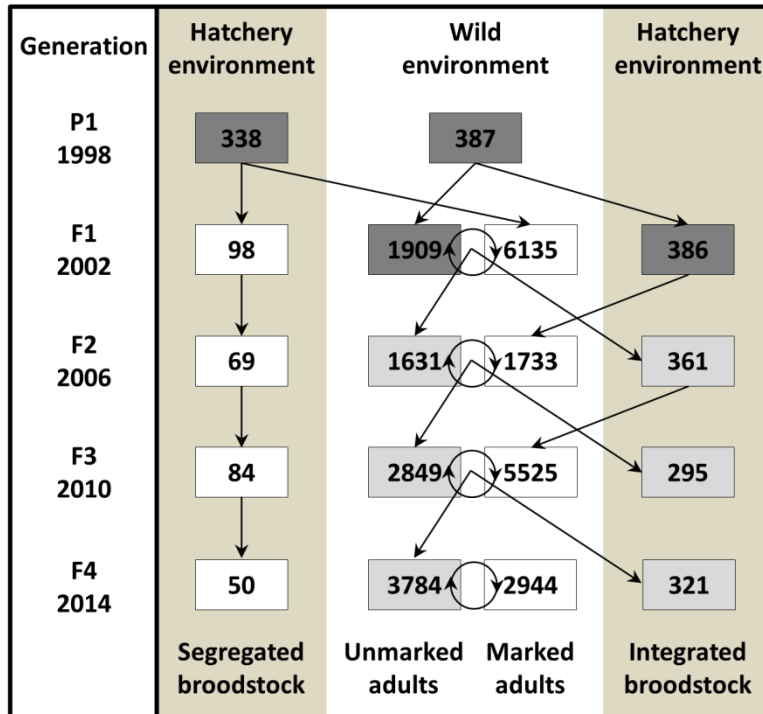 Generation
Hatchery
environment
Wild
environment
Hatchery
environment
P1
1998
338
387
F1
2002
98
1909
6135
386
F2
2006
69
1631
1733
361
F3
2010
84
2849
5525
295
F4
2014
50
3784
2944
321
Segregated
broodstock
Unmarked
adults
Marked
adults
Integrated
broodstock